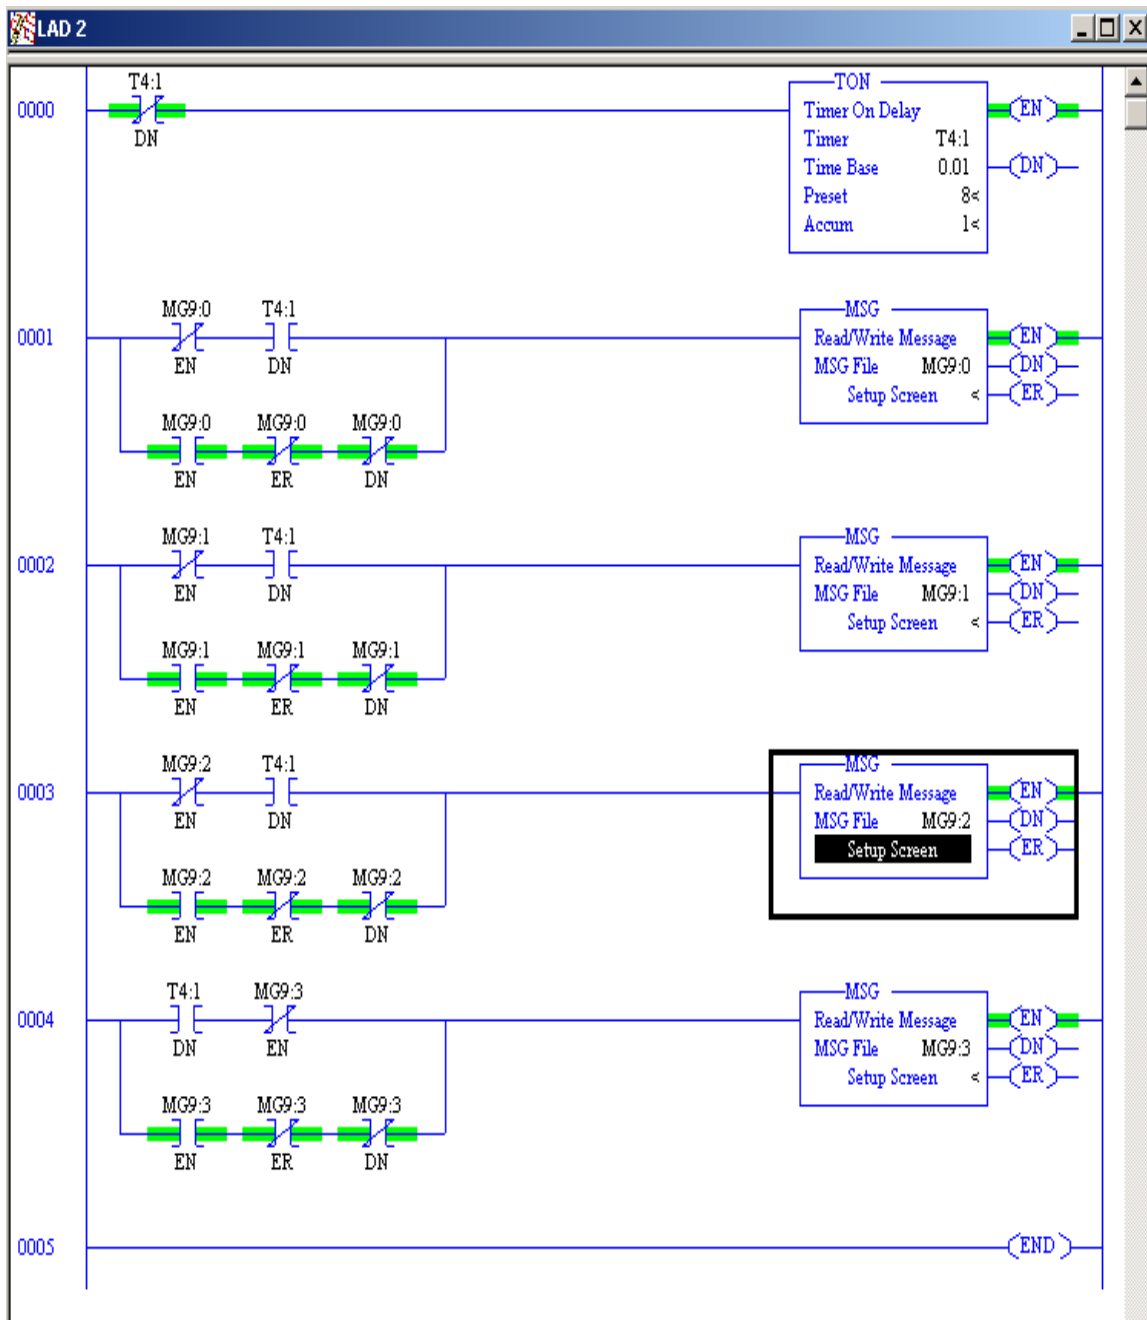 LAD 2
T4:1
TON
0000
Timer On Delay
EN
DN
Timer T4:1
Time Base 0.01
DN
Preset 8<
Accum 1<
MG9:0 T4:1
MSG
0001
Read/Write Message
EN
EN DN
MSG File MG9:0
DN
Setup Screen <
ER
MG9:0 MG9:0 MG9:0
EN ER DN
MG9:1 T4:1
MSG
0002
Read/Write Message
EN
EN DN
MSG File MG9:1
DN
Setup Screen <
ER
MG9:1 MG9:1 MG9:1
EN ER DN
MG9:2 T4:1
MSG
0003
Read/Write Message
EN
EN DN
MSG File MG9:2
DN
Setup Screen
ER
MG9:2 MG9:2 MG9:2
EN ER DN
T4:1 MG9:3
MSG
0004
Read/Write Message
EN
DN EN
MSG File MG9:3
DN
Setup Screen <
ER
MG9:3 MG9:3 MG9:3
EN ER DN
0005
END